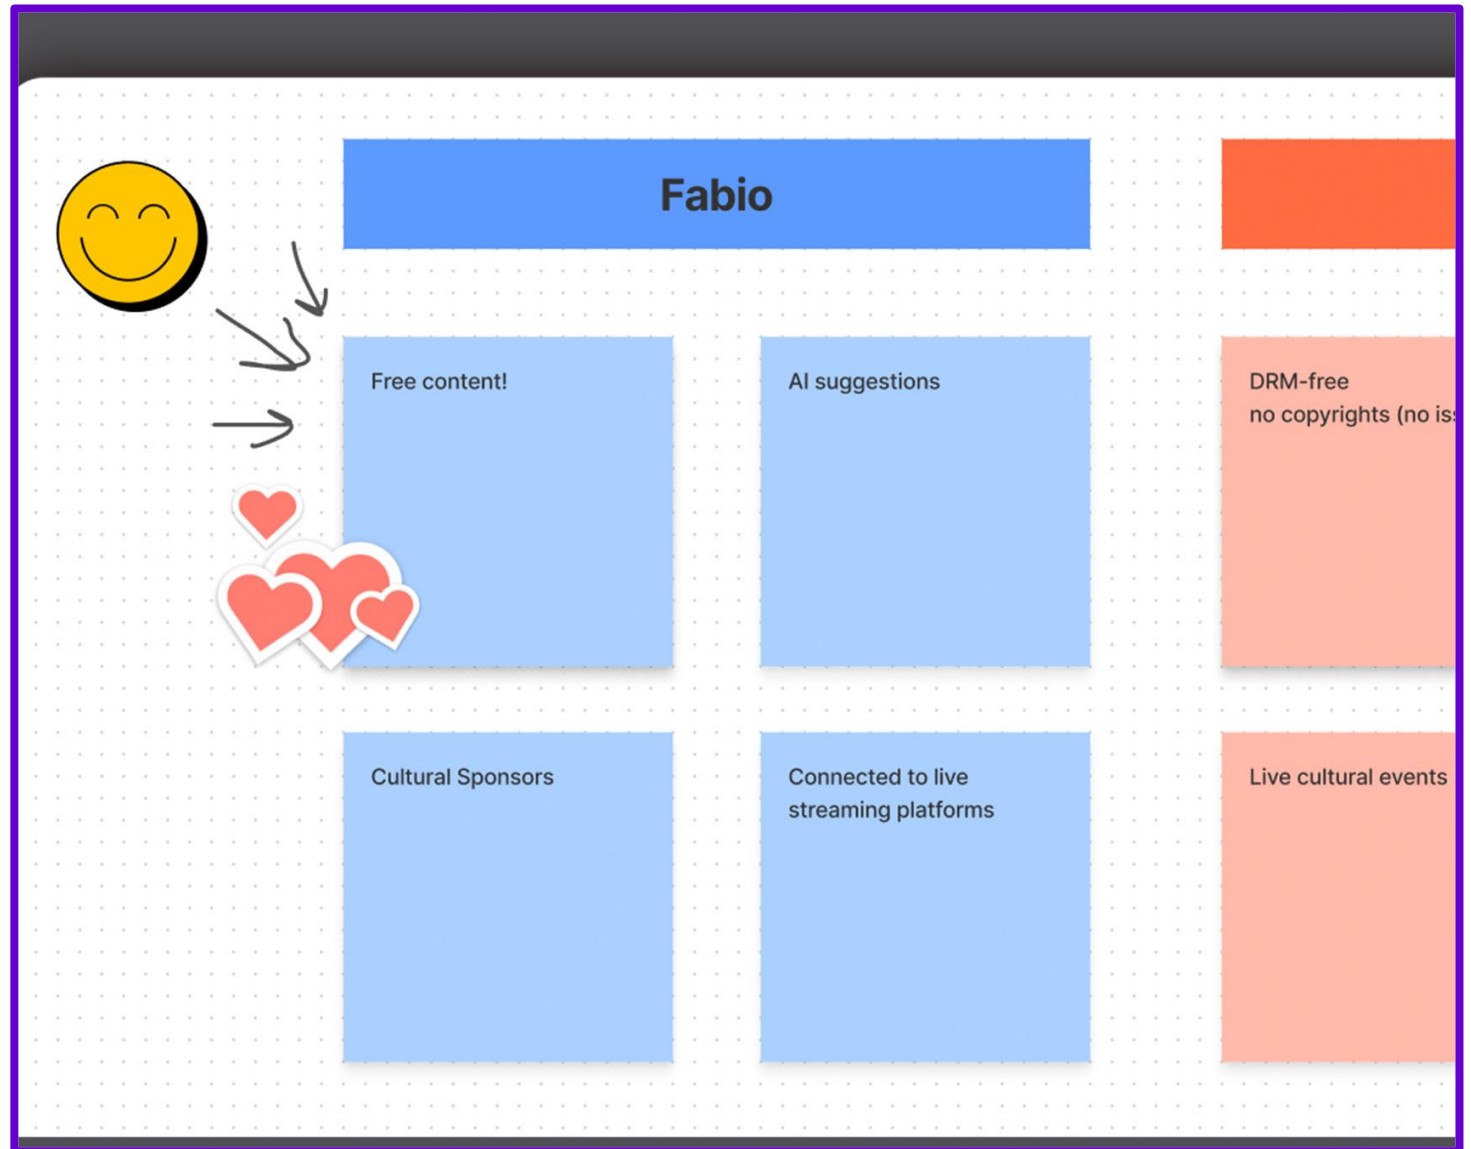 Fabio
Free content!
AI suggestions
DRM-free
no copyrights (no
Cultural Sponsors
Connected to live
streaming platforms
Live cultural events